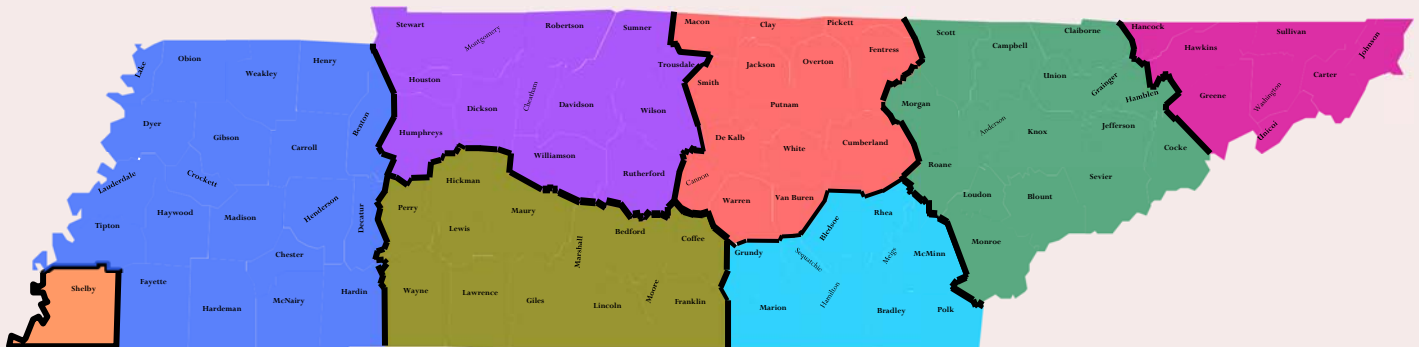 Stewart
Montgomery
Robertson
Sumner
Macon
Clay
Pickett
Scott
Campbell
Claiborne
Hancock
Hawkins
Sullivan
Johnson
Lake
Obion
Weakley
Henry
Houston
Dickson
Cheatham
Davidson
Wilson
Trousdale
Smith
Jackson
Overton
Fentress
Morgan
Anderson
Union
Grainger
Hamblen
Greene
Washington
Carter
Unicoi
Dyer
Gibson
Carroll
Benton
Humphreys
Williamson
Rutherford
De Kalb
Putnam
White
Cumberland
Roane
Knox
Jefferson
Cocke
Lauderdale
Crockett
Haywood
Madison
Henderson
Decatur
Perry
Hickman
Lewis
Maury
Marshall
Bedford
Coffee
Cannon
Warren
Van Buren
Bledsoe
Rhea
Loudon
Blount
Sevier
Monroe
Tipton
Chester
Grundy
Sequatchie
Meigs
McMinn
Shelby
Fayette
Hardeman
McNairy
Hardin
Wayne
Lawrence
Giles
Lincoln
Moore
Franklin
Marion
Hamilton
Bradley
Polk